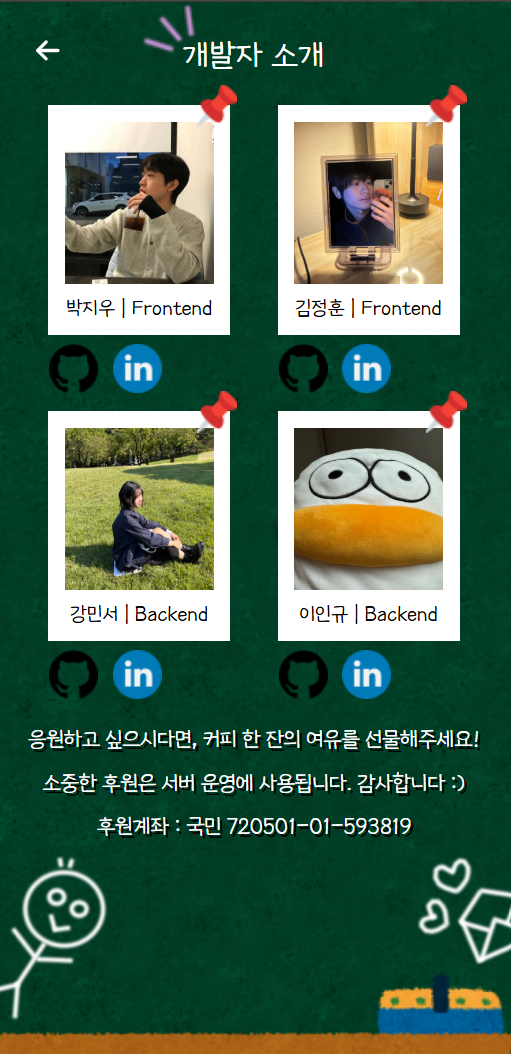 개발자 소개
박지우 | Frontend
김정훈 | Frontend
in
in
강민서 | Backend
이인규 | Backend
in
in
응원하고 싶으시다면, 커피 한 잔의 여유를 선물해주세요!
소중한 후원은 서버 운영에 사용됩니다. 감사합니다 :)
후원계좌 : 국민 720501-01-593819